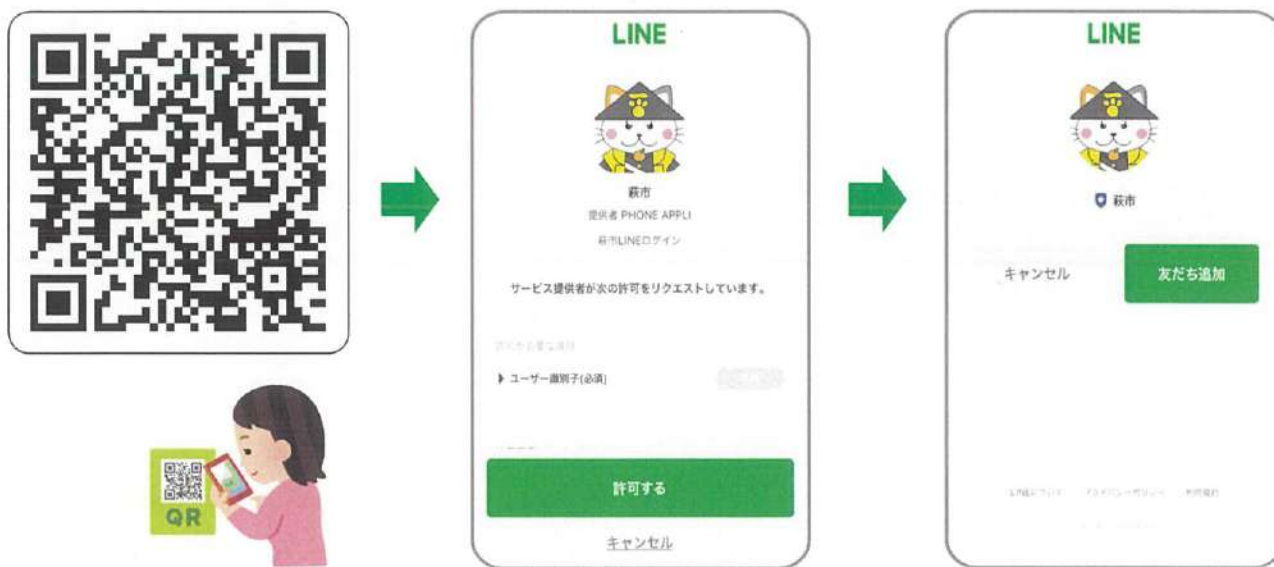 QR
LINE
萩市
提供者 PHONE APPLI
萩市LINEログイン
サービス提供者が次の許可をリクエストしています。
▶ ユーザー識別子(必須)
許可する
キャンセル
LINE
萩市
キャンセル
友だち追加